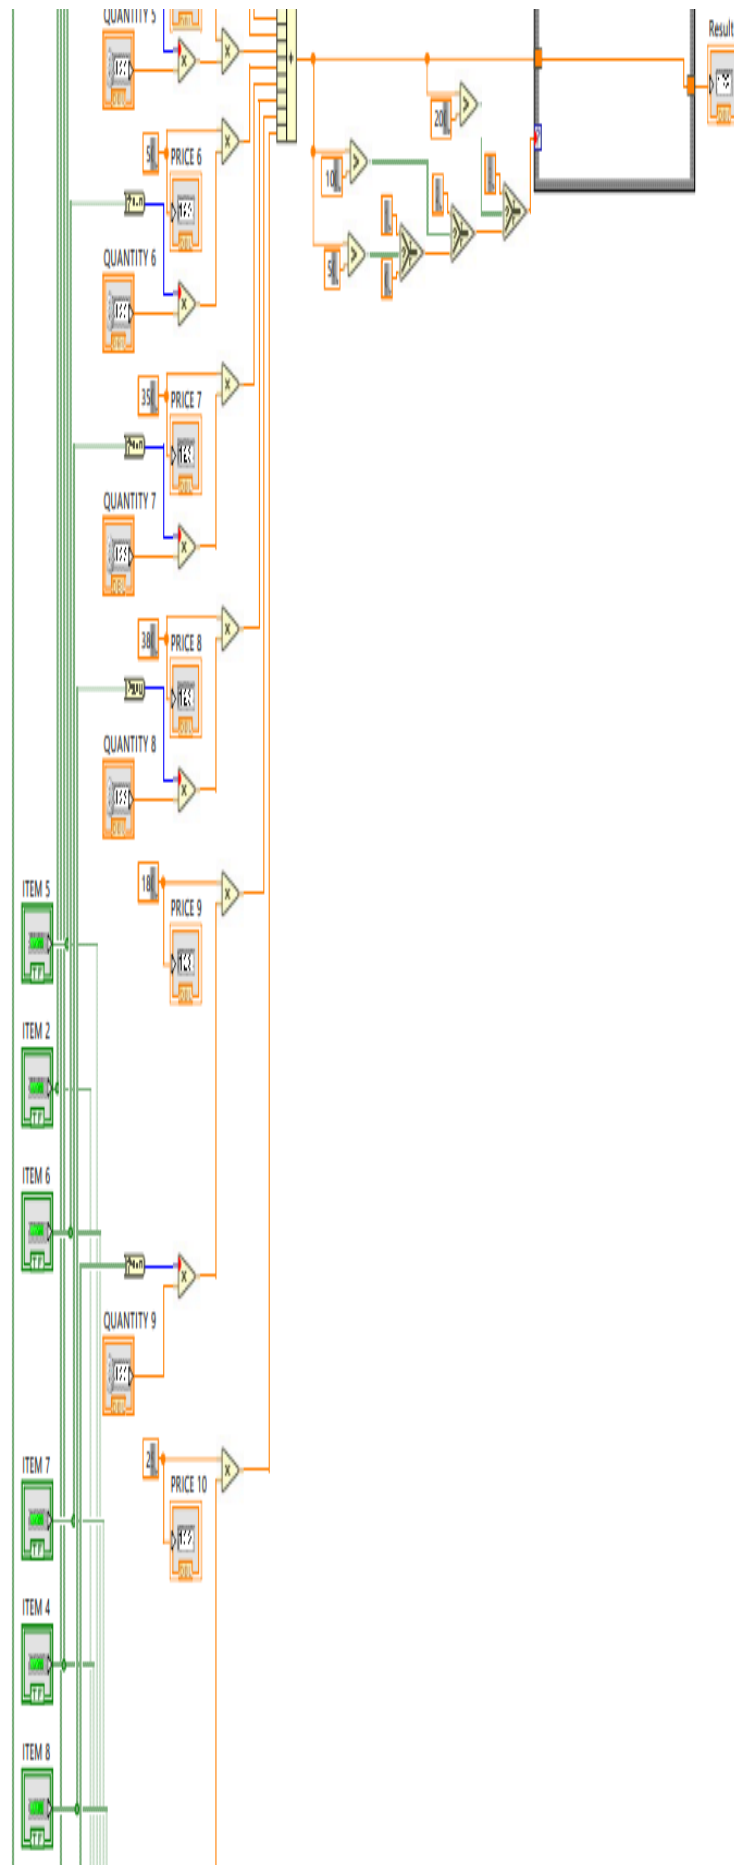 QUANTITY 5
Result
20
5
PRICE 6
10
QUANTITY 6
5
35
PRICE 7
QUANTITY 7
38
PRICE 8
QUANTITY 8
18
ITEM 5
PRICE 9
ITEM 2
ITEM 6
QUANTITY 9
2
ITEM 7
PRICE 10
ITEM 4
ITEM 8